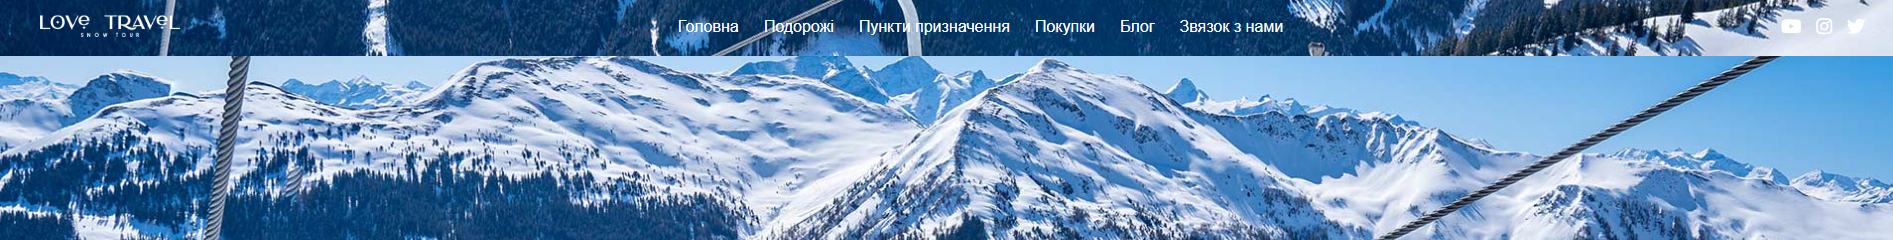 LOVE TRAVEL
SNOW TOUR
Головна Подорожі Пункти призначення Покупки Блог Звязок з нами